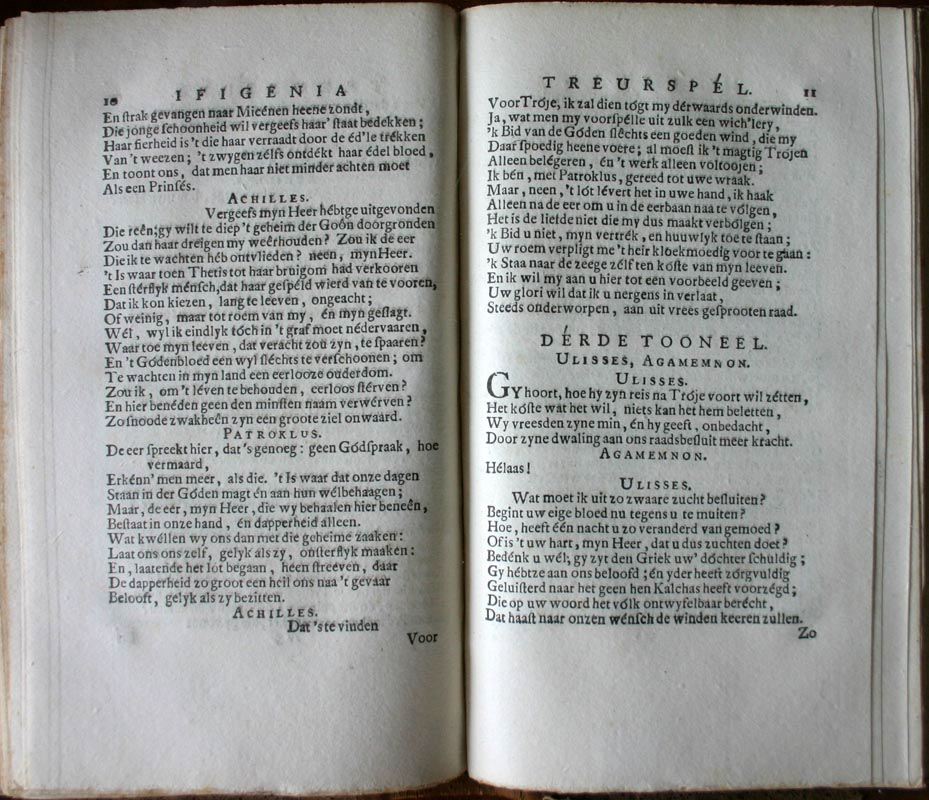 10 IFIGENIA
En ſtrak gevangen naar Micénen heene zondt,
Die jonge ſchoonheid wil vergeefs haar' ſtaat bedekken;
Haar fierheid is 't die haar verraadt door de éd'le trékken
Van 't weezen; 't zwygen zélfs ontdékt haar édel bloed,
En toont ons, dat men haar niet minder achten moet
Als een Prinſés.
ACHILLES.
Vergeefs myn Heer hébt ge uitgevonden
Die reên; gy wilt te diep 't geheim der Goôn doorgronden
Zou dan haar dreigen my weêrhouden? Zou ik de eer
Die ik te wachten héb ontvlieden? neen, myn Heer.
't Is waar toen Thetis tot haar bruigom had verkooren
Een ſtérflyk ménſch, dat haar geſpéld wierd van te vooren,
Dat ik kon kiezen, lang te leeven, ongeacht;
Of weinig, maar tot roem van my, én myn geſlagt.
Wél, wyl ik eindlyk tóch in 't graf moet nédervaaren,
Waar toe myn leeven, dat veracht zou zyn, te ſpaaren?
En 't Gódenbloed een wyl ſléchts te verſchoonen; om
Te wachten in myn land een eerlooze ouderdom.
Zou ik, om 't léven te behouden, eerloos ſtérven?
En hier benéden geen den minſten naam verwérven?
Zo ſnoode zwakheên zyn een groote ziel onwaard.
PATROKLUS.
De eer ſpreekt hier, dat's genoeg: geen Gódſpraak, hoe
vermaard,
Erkénn' men meer, als die. 't Is waar dat onze dagen
Staan in der Góden magt én aan hun wélbehaagen;
Maar, de eer, myn Heer, die wy behaalen hier beneên,
Beſtaat in onze hand, én dapperheid alleen.
Wat kwéllen wy ons dan met die geheime zaaken:
Laat ons ons zelf, gelyk als zy, onſterflyk maaken:
En, laatende het lot begaan, heen ſtreeven, daar
De dapperheid zo groot een heil ons na 't gevaar
Belooft, gelyk als zy bezitten.
ACHILLES.
Dat 's te vinden
Voor
TREURSPÉL. 11
Voor Tróje, ik zal dien tógt my dérwaards onderwinden.
Ja, wat men my voorſpélle uit zulk een wich'lery,
'k Bid van de Góden ſléchts een goeden wind, die my
Daar ſpoedig heene voere; al moeſt ik 't magtig Trojen
Alleen belégeren, én 't werk alleen voltoojen;
Ik bén, met Patroklus, gereed tot uwe wraak.
Maar, neen, 't lót lévert het in uwe hand, ik haak
Alleen na de eer om u in de eerbaan naa te vólgen,
Het is de liefde niet die my dus maakt verbólgen;
'k Bid u niet, myn vertrék, en huuwlyk toe te ſtaan;
Uw roem verpligt me 't heir kloekmoedig voor te gaan:
'k Staa naar de zeege zélf ten kóſte van myn leeven.
En ik wil my aan u hier tot een voorbeeld geeven;
Uw glori wil dat ik u nergens in verlaat,
Steeds onderworpen, aan uit vrees geſprooten raad.
DÉRDE TOONEEL.
ULISSES, AGAMEMNON.
ULISSES.
GY hoort, hoe hy zyn reis na Tróje voort wil zétten,
Het kóſte wat het wil, niets kan het hem beletten,
Wy vreesden zyne min, én hy geeft, onbedacht,
Door zyne dwaling aan ons raadsbeſluit meer kracht.
AGAMEMNON.
Hélaas!
ULISSES.
Wat moet ik uit zo zwaare zucht beſluiten?
Begint uw eige bloed nu tegens u te muiten?
Hoe, heeft één nacht u zo veranderd van gemoed?
Of is 't uw hart, myn Heer, dat u dus zuchten doet?
Bedénk u wél; gy zyt den Griek uw' dóchter ſchuldig;
Gy hébt ze aan ons beloofd; én yder heeft zórgvuldig
Geluiſterd naar het geen hen Kalchas heeft voorzégd;
Die op uw woord het vólk ontwyfelbaar berécht,
Dat haaſt naar onzen wénſch de winden keeren zullen.
Zo